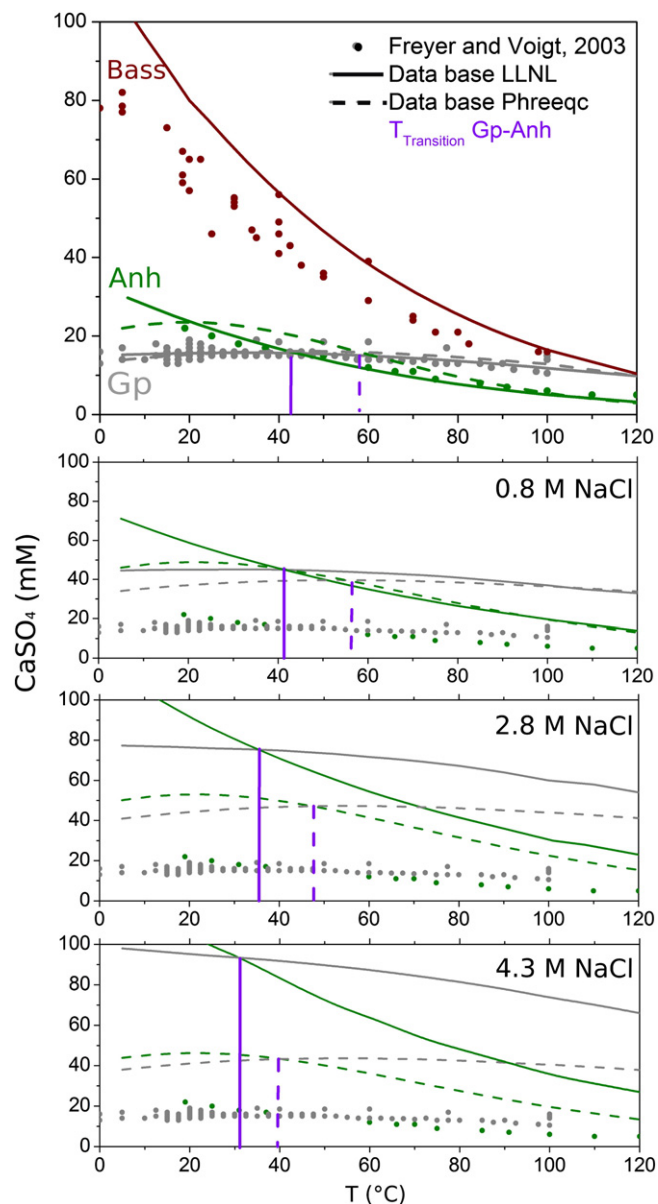 100
Bass
Freyer and Voigt, 2003
Data base LLNL
80
Data base Phreeqc
T_Transition Gp-Anh
60
40
Anh
20
Gp
0
0 20 40 60 80 100 120
100
0.8 M NaCl
80
60
40
20
0
0 20 40 60 80 100 120
100
2.8 M NaCl
80
60
40
20
0
0 20 40 60 80 100 120
100
4.3 M NaCl
80
60
40
20
0
0 20 40 60 80 100 120
CaSO₄ (mM)
T (°C)